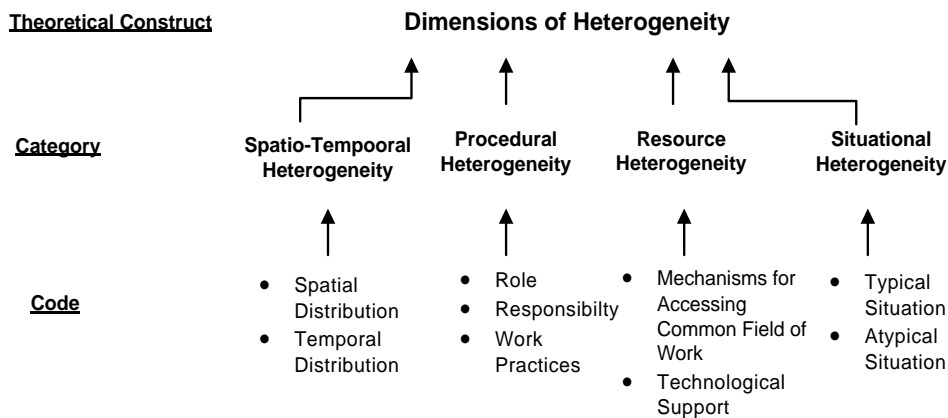 Theoretical Construct
Dimensions of Heterogeneity
Category
Spatio-Tempooral
Heterogeneity
Procedural
Heterogeneity
Resource
Heterogeneity
Situational
Heterogeneity
Code
• Spatial
Distribution
• Temporal
Distribution
• Role
• Responsibilty
• Work
Practices
• Mechanisms for
Accessing
Common Field of
Work
• Technological
Support
• Typical
Situation
• Atypical
Situation